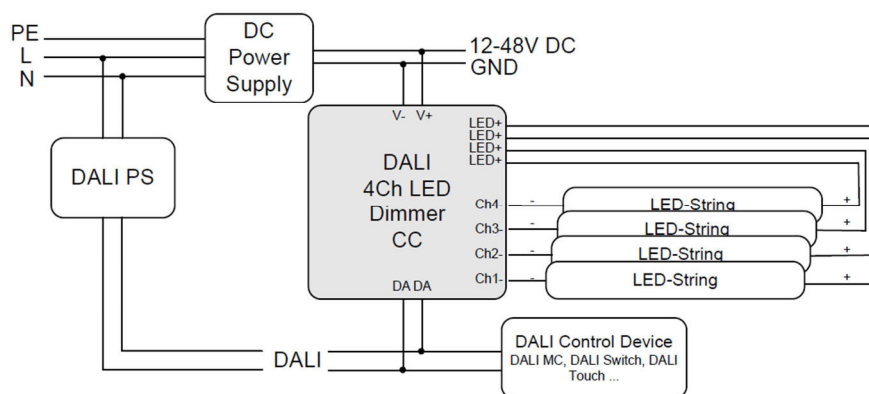 PE
L
N
DC
Power
Supply
12-48V DC
GND
V- V+
LED+
LED+
LED+
LED+
DALI PS
DALI
4Ch LED
Dimmer
CC
Ch4- - LED-String +
Ch3- - LED-String +
Ch2- - LED-String +
Ch1- - LED-String +
DA DA
DALI
DALI Control Device
DALI MC, DALI Switch, DALI
Touch ...